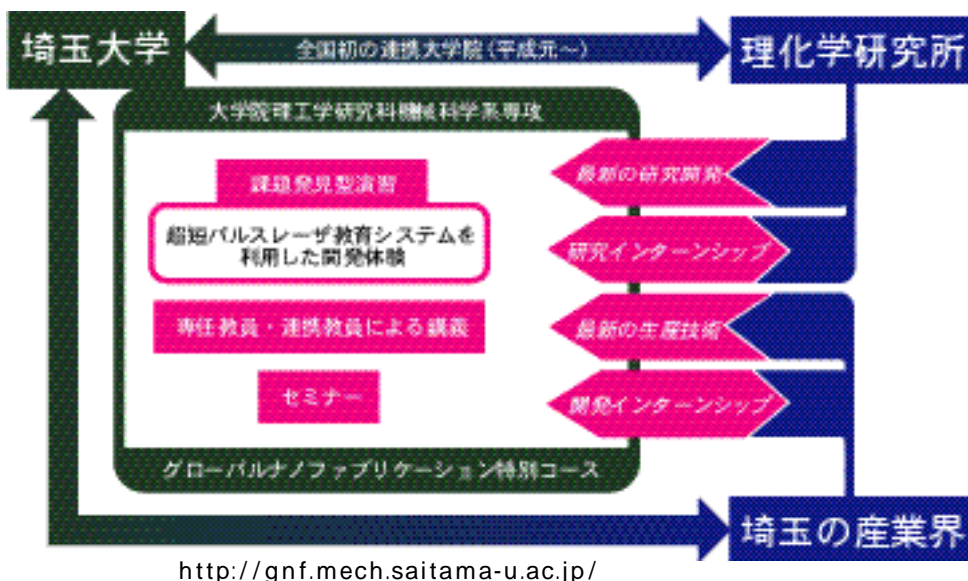 埼玉大学
全国初の連携大学院(平成元~)
理化学研究所
大学院理工学研究科機械科学系専攻
課題発見型演習
超短パルスレーザ教育システムを
利用した開発体験
専任教員・連携教員による講義
セミナー
最新の研究開発
研究インターンシップ
最新の生産技術
開発インターンシップ
グローバルナノファブリケーション特別コース
埼玉の産業界
http://gnf.mech.saitama-u.ac.jp/